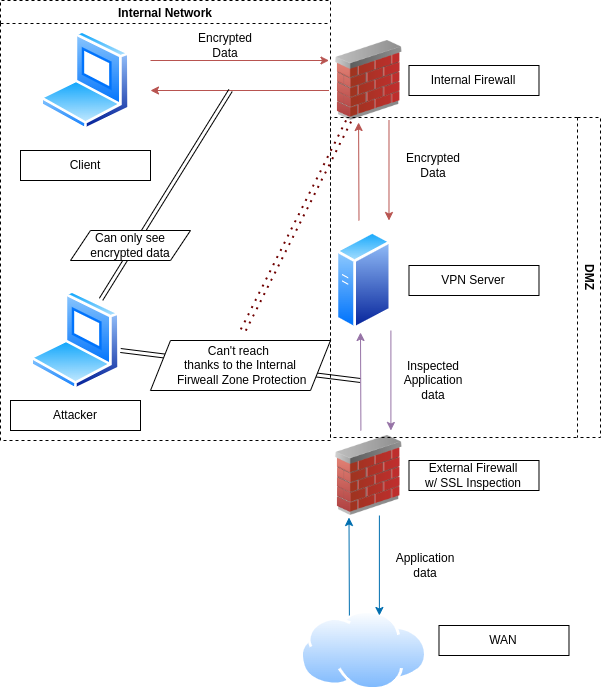 Internal Network
Encrypted
Data
Internal Firewall
Client
Encrypted
Data
Can only see
encrypted data
DMZ
VPN Server
Can't reach
thanks to the Internal
Firweall Zone Protection
Inspected
Application
data
Attacker
External Firewall
w/ SSL Inspection
Application
data
WAN